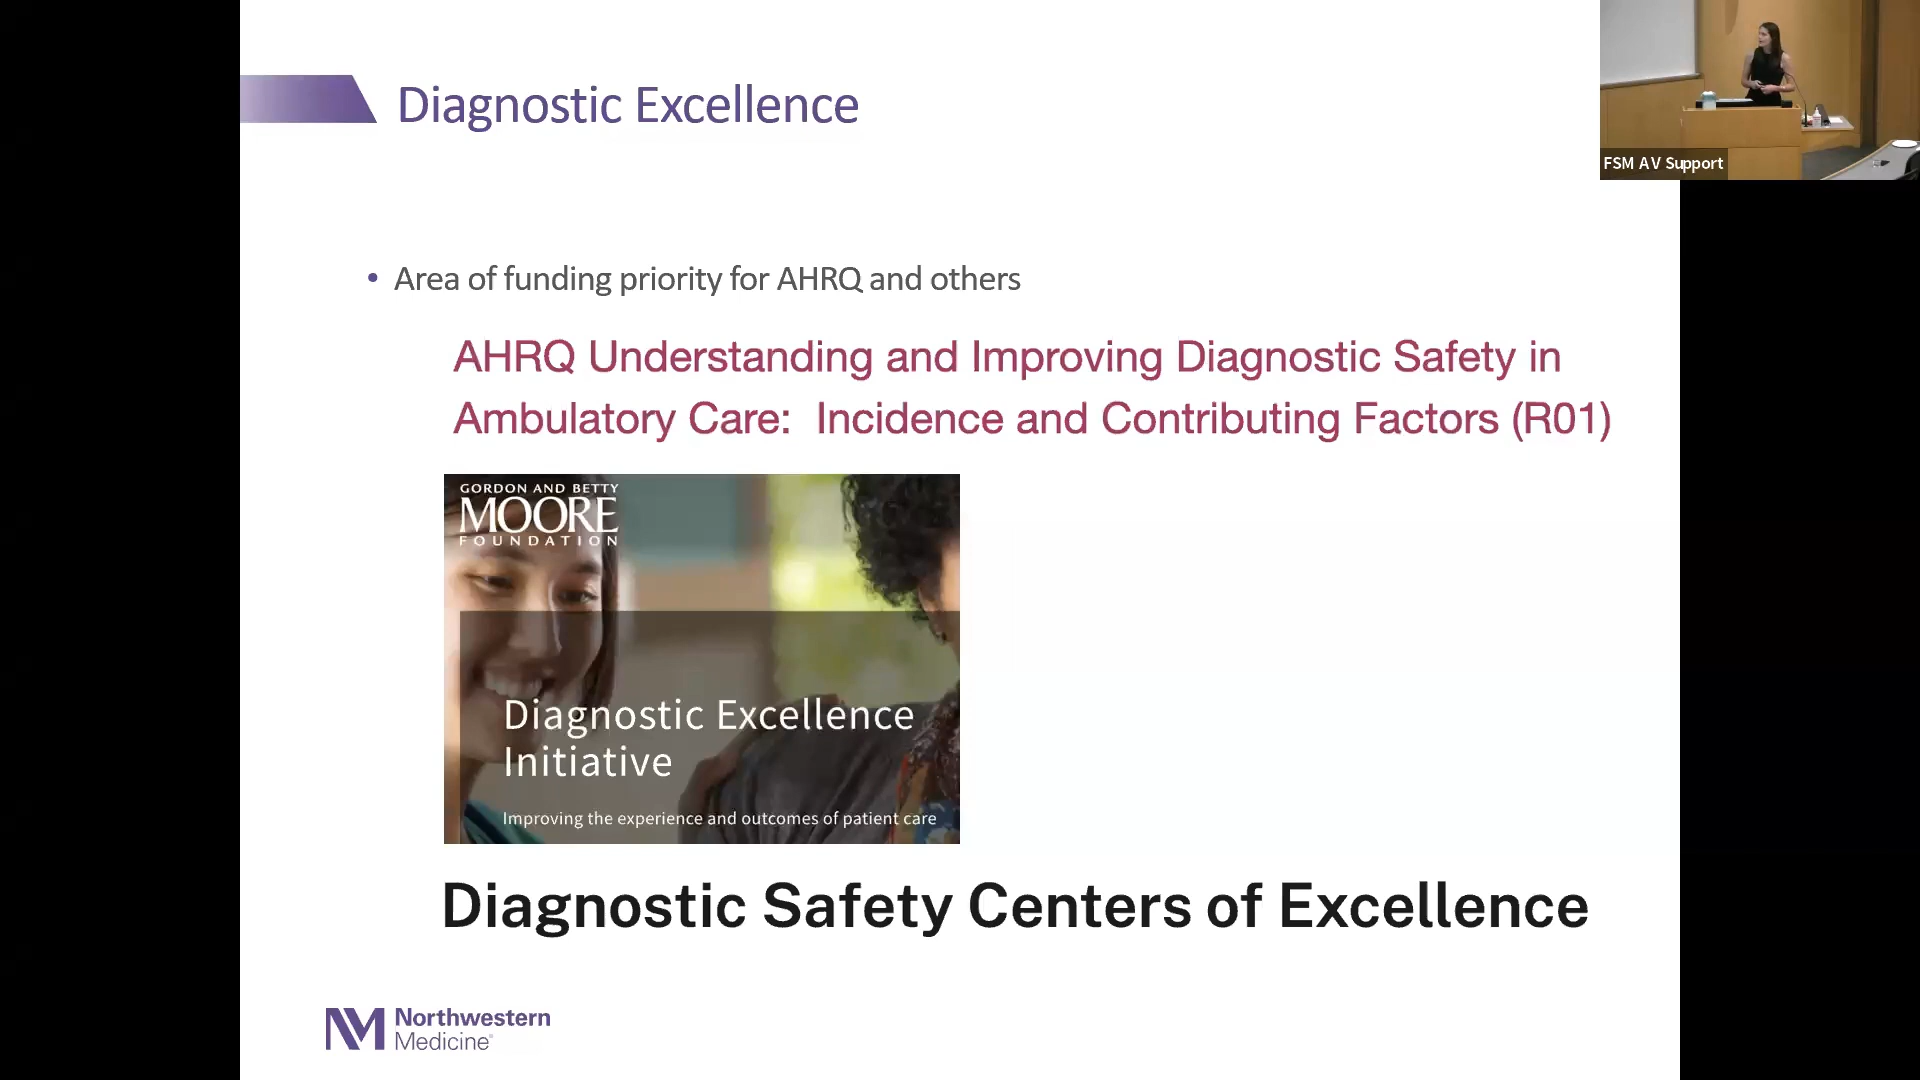 Diagnostic Excellence
FSM AV Support
• Area of funding priority for AHRQ and others
AHRQ Understanding and Improving Diagnostic Safety in
Ambulatory Care: Incidence and Contributing Factors (R01)
GORDON AND BETTY
MOORE
FOUNDATION
Diagnostic Excellence
Initiative
Improving the experience and outcomes of patient care
Diagnostic Safety Centers of Excellence
NM
Northwestern
Medicine®